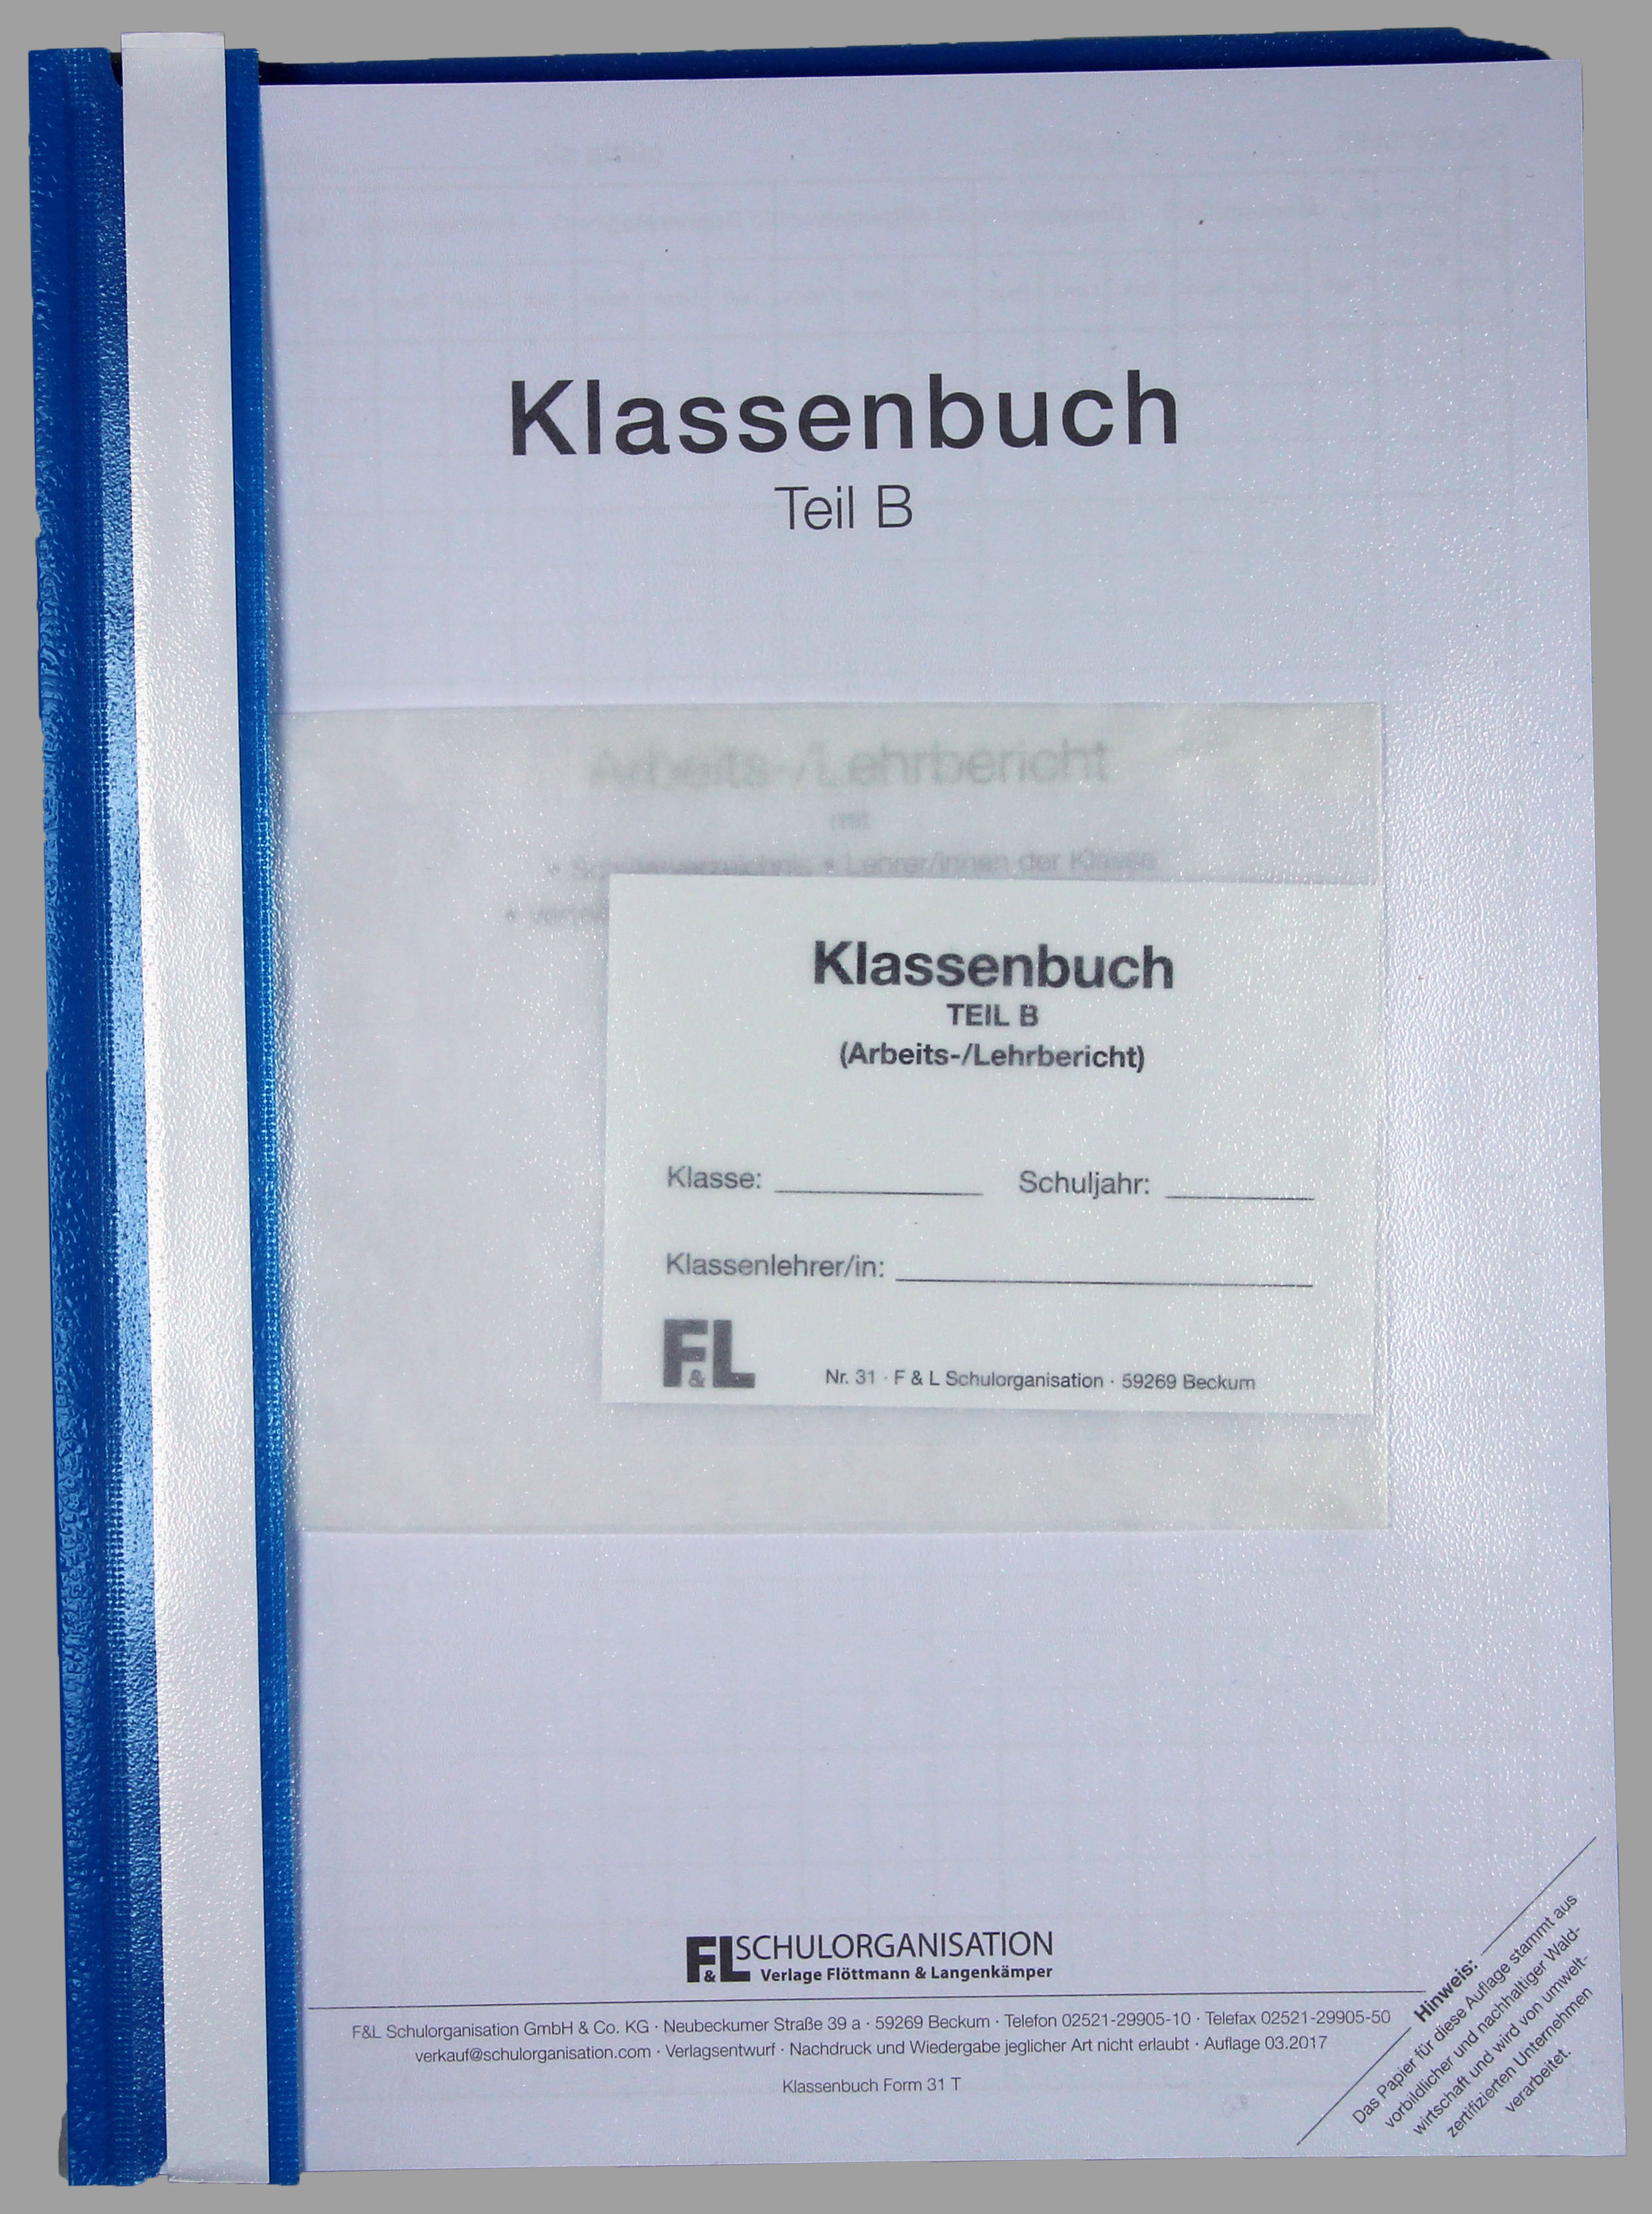 Klassenbuch
Teil B
Arbeits-/Lehrbericht
mit
• Schülerverzeichnis • Lehrer/innen der Klasse
Klassenbuch
TEIL B
(Arbeits-/Lehrbericht)
Klasse: Schuljahr:
Klassenlehrer/in:
F&L
Nr. 31 · F & L Schulorganisation · 59269 Beckum
F&L SCHULORGANISATION
Verlage Flöttmann & Langenkämper
F&L Schulorganisation GmbH & Co. KG · Neubeckumer Straße 39 a · 59269 Beckum · Telefon 02521-29905-10 · Telefax 02521-29905-50
verkauf@schulorganisation.com · Verlagsentwurf · Nachdruck und Wiedergabe jeglicher Art nicht erlaubt · Auflage 03.2017
Klassenbuch Form 31 T
Hinweis:
Das Papier für diese Auflage stammt aus
vorbildlicher und nachhaltiger Wald-
wirtschaft und wird von umwelt-
zertifizierten Unternehmen
verarbeitet.